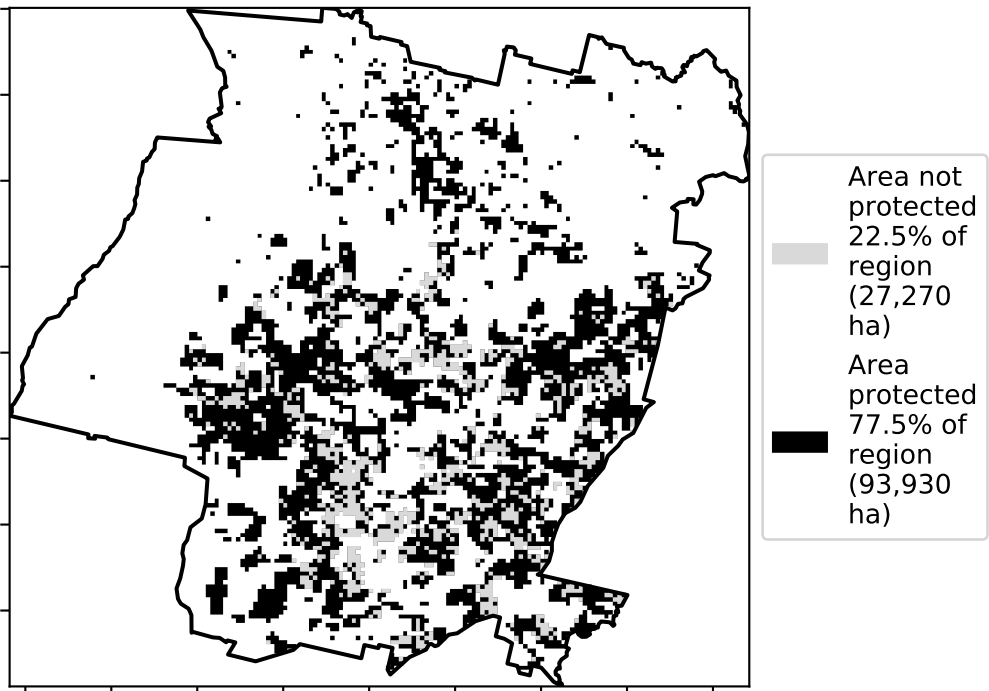 Area not
protected
22.5% of
region
(27,270
ha)
Area
protected
77.5% of
region
(93,930
ha)